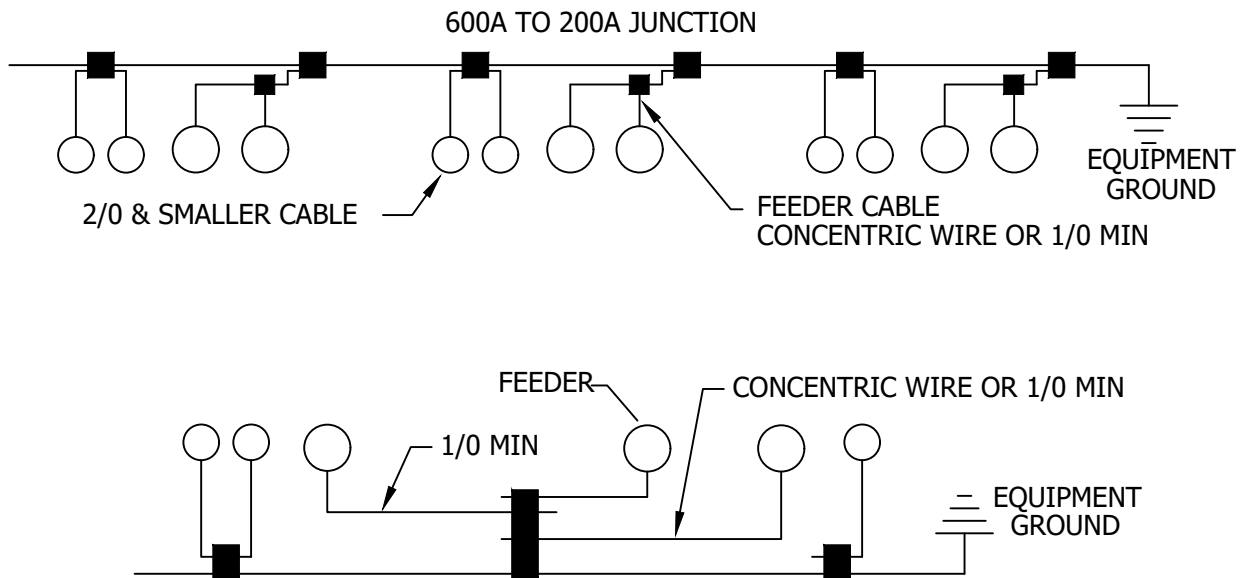 600A TO 200A JUNCTION
EQUIPMENT
GROUND
2/0 & SMALLER CABLE
FEEDER CABLE
CONCENTRIC WIRE OR 1/0 MIN
FEEDER
CONCENTRIC WIRE OR 1/0 MIN
1/0 MIN
EQUIPMENT
GROUND